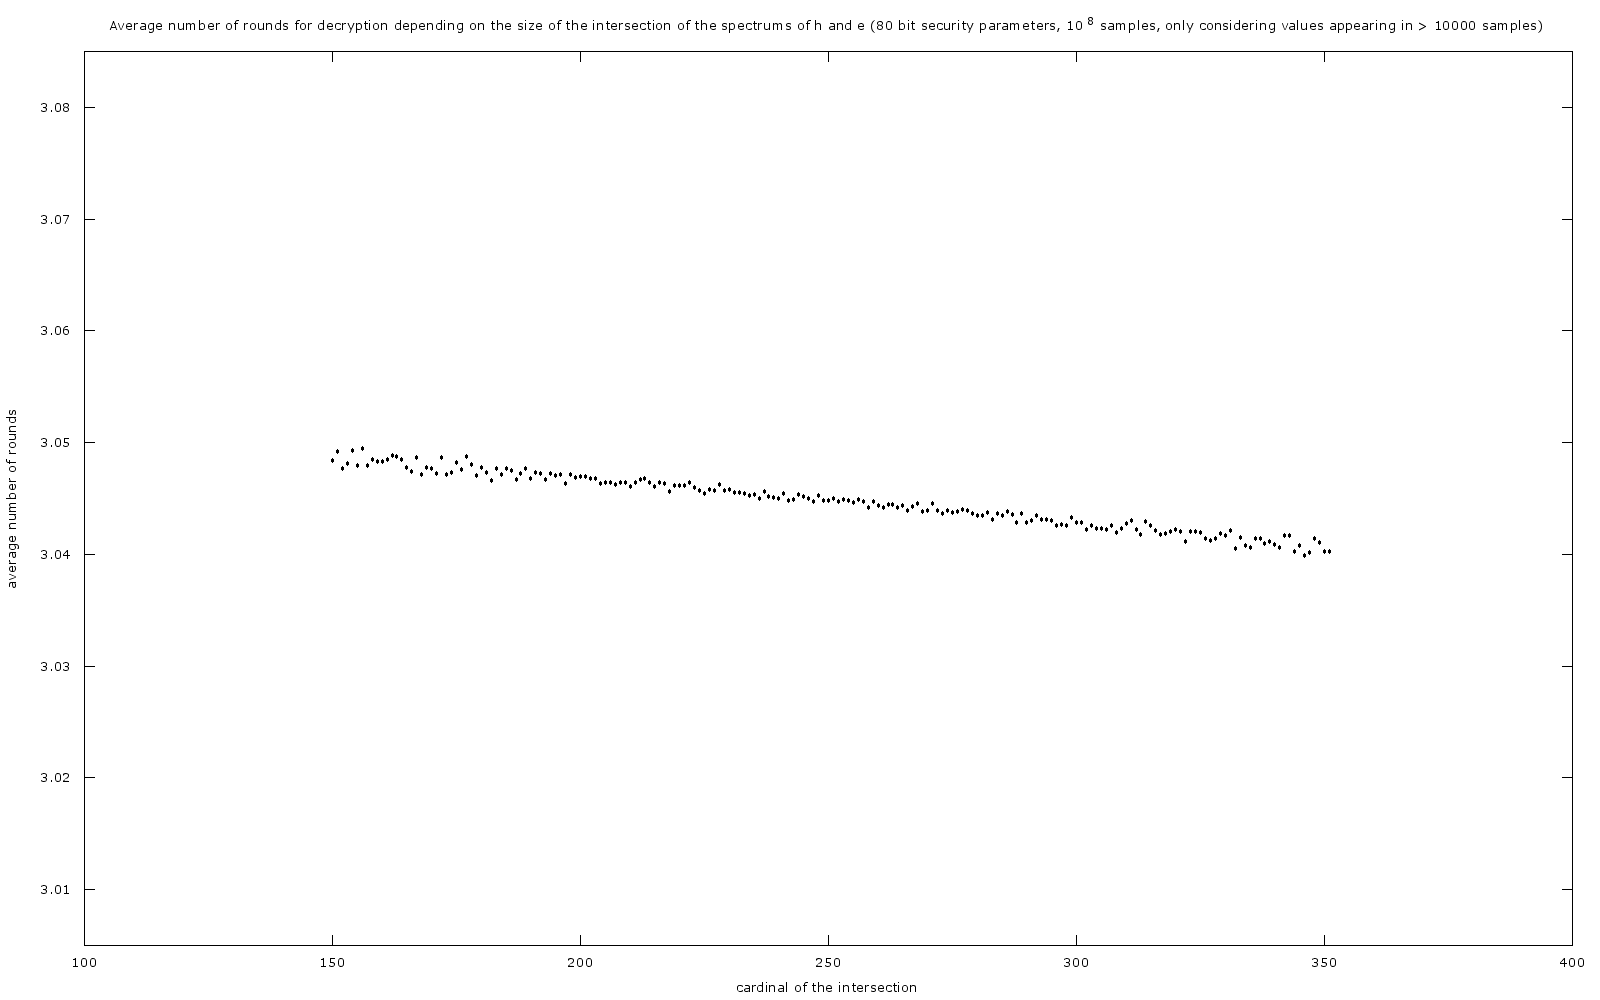 Average number of rounds for decryption depending on the size of the intersection of the spectrums of h and e (80 bit security parameters, 10^8 samples, only considering values appearing in > 10000 samples)
3.08
3.07
3.06
3.05
3.04
3.03
3.02
3.01
average number of rounds
100 150 200 250 300 350 400
cardinal of the intersection